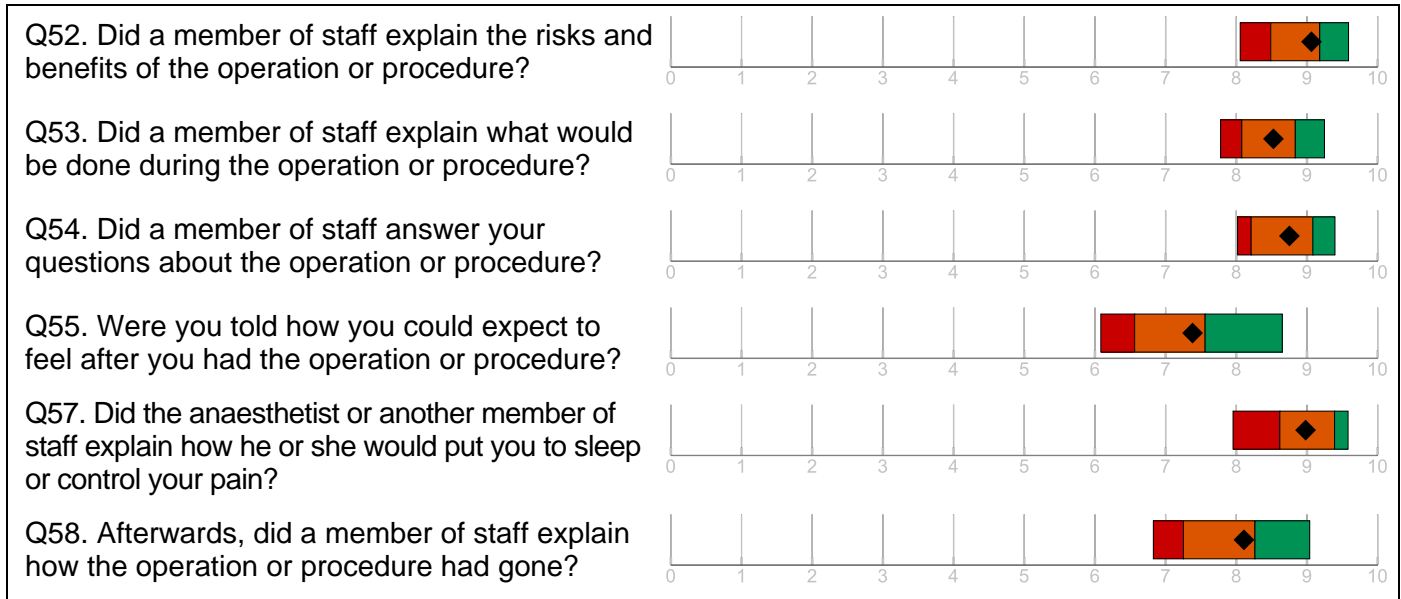 Q52. Did a member of staff explain the risks and
benefits of the operation or procedure?
0 1 2 3 4 5 6 7 8 9 10
Q53. Did a member of staff explain what would
be done during the operation or procedure?
0 1 2 3 4 5 6 7 8 9 10
Q54. Did a member of staff answer your
questions about the operation or procedure?
0 1 2 3 4 5 6 7 8 9 10
Q55. Were you told how you could expect to
feel after you had the operation or procedure?
0 1 2 3 4 5 6 7 8 9 10
Q57. Did the anaesthetist or another member of
staff explain how he or she would put you to sleep
or control your pain?
0 1 2 3 4 5 6 7 8 9 10
Q58. Afterwards, did a member of staff explain
how the operation or procedure had gone?
0 1 2 3 4 5 6 7 8 9 10